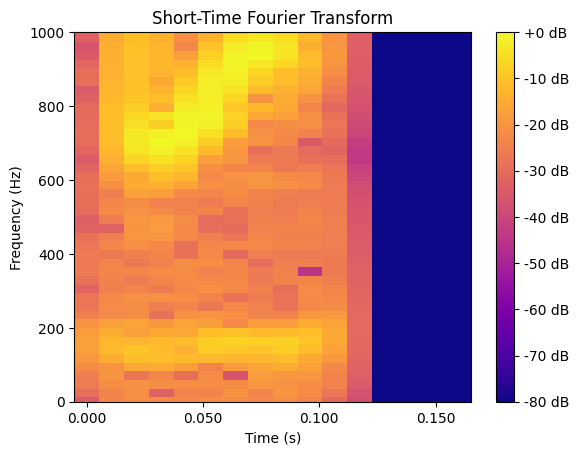 Short-Time Fourier Transform
1000
800
600
400
200
0
Frequency (Hz)
0.000
0.050
0.100
0.150
Time (s)
+0 dB
-10 dB
-20 dB
-30 dB
-40 dB
-50 dB
-60 dB
-70 dB
-80 dB